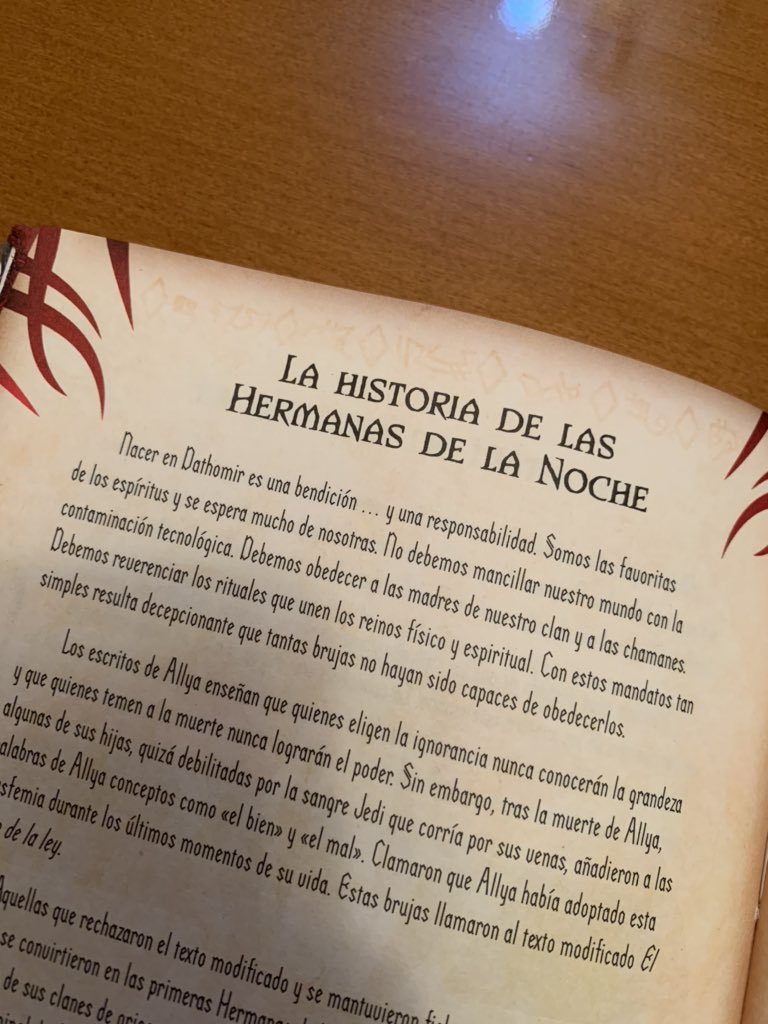 La historia de las
Hermanas de la Noche
Nacer en Dathomir es una bendición ... y una responsabilidad. Somos las favoritas
de los espíritus y se espera mucho de nosotras. No debemos mancillar nuestro mundo con la
contaminación tecnológica. Debemos obedecer a las madres de nuestro clan y a las chamanes.
Debemos reverenciar los rituales que unen los reinos físico y espiritual. Con estos mandatos tan
simples resulta decepcionante que tantas brujas no hayan sido capaces de obedecerlos.
Los escritos de Allya enseñan que quienes eligen la ignorancia nunca conocerán la grandeza
y que quienes temen a la muerte nunca lograrán el poder. Sin embargo, tras la muerte de Allya,
algunas de sus hijas, quizá debilitadas por la sangre Jedi que corría por sus venas, añadieron a las
de Allya conceptos como «el bien» y «el mal». Clamaron que Allya había adoptado esta
durante los últimos momentos de su vida. Estas brujas llamaron al texto modificado El
de la ley.
Aquellas que rechazaron el texto modificado y se mantuvieron
se convirtieron en las primeras
de sus clanes de